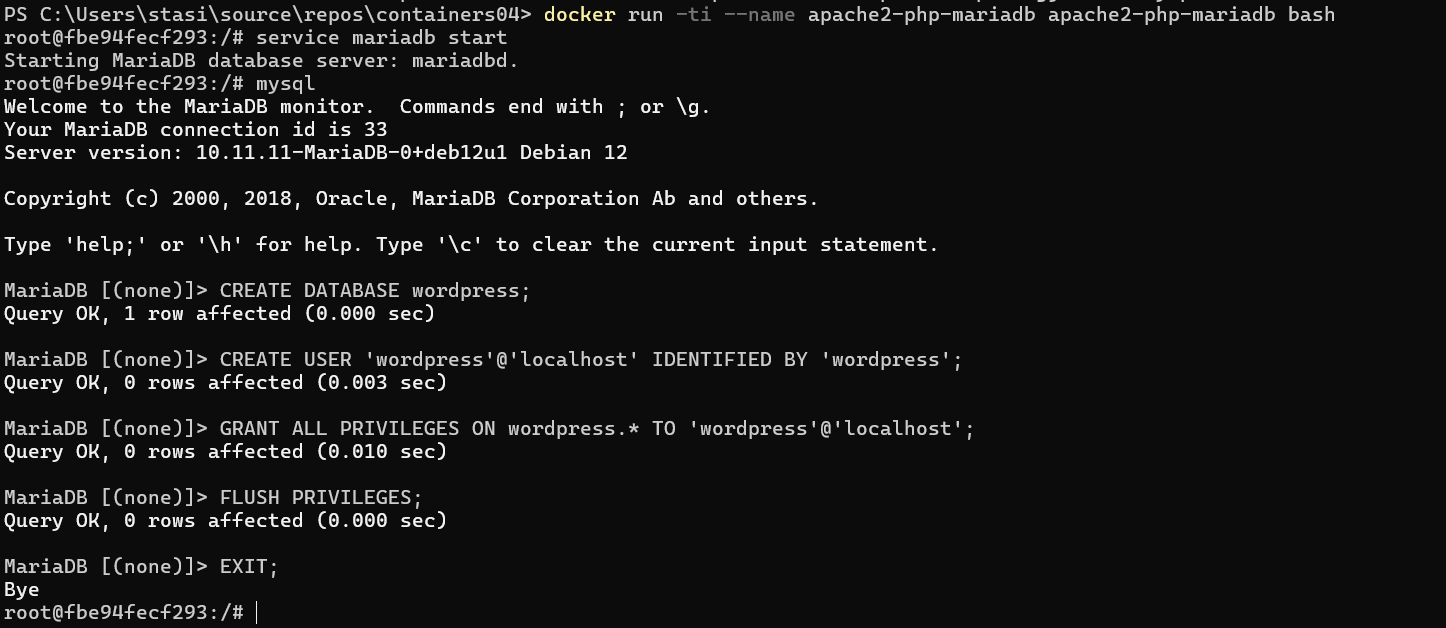 PS C:\Users\stasi\source\repos\containers04> docker run -ti --name apache2-php-mariadb apache2-php-mariadb bash
root@fbe94fecf293:/# service mariadb start
Starting MariaDB database server: mariadbd.
root@fbe94fecf293:/# mysql
Welcome to the MariaDB monitor.  Commands end with ; or \g.
Your MariaDB connection id is 33
Server version: 10.11.11-MariaDB-0+deb12u1 Debian 12
Copyright (c) 2000, 2018, Oracle, MariaDB Corporation Ab and others.
Type 'help;' or '\h' for help. Type '\c' to clear the current input statement.
MariaDB [(none)]> CREATE DATABASE wordpress;
Query OK, 1 row affected (0.000 sec)
MariaDB [(none)]> CREATE USER 'wordpress'@'localhost' IDENTIFIED BY 'wordpress';
Query OK, 0 rows affected (0.003 sec)
MariaDB [(none)]> GRANT ALL PRIVILEGES ON wordpress.* TO 'wordpress'@'localhost';
Query OK, 0 rows affected (0.010 sec)
MariaDB [(none)]> FLUSH PRIVILEGES;
Query OK, 0 rows affected (0.000 sec)
MariaDB [(none)]> EXIT;
Bye
root@fbe94fecf293:/#